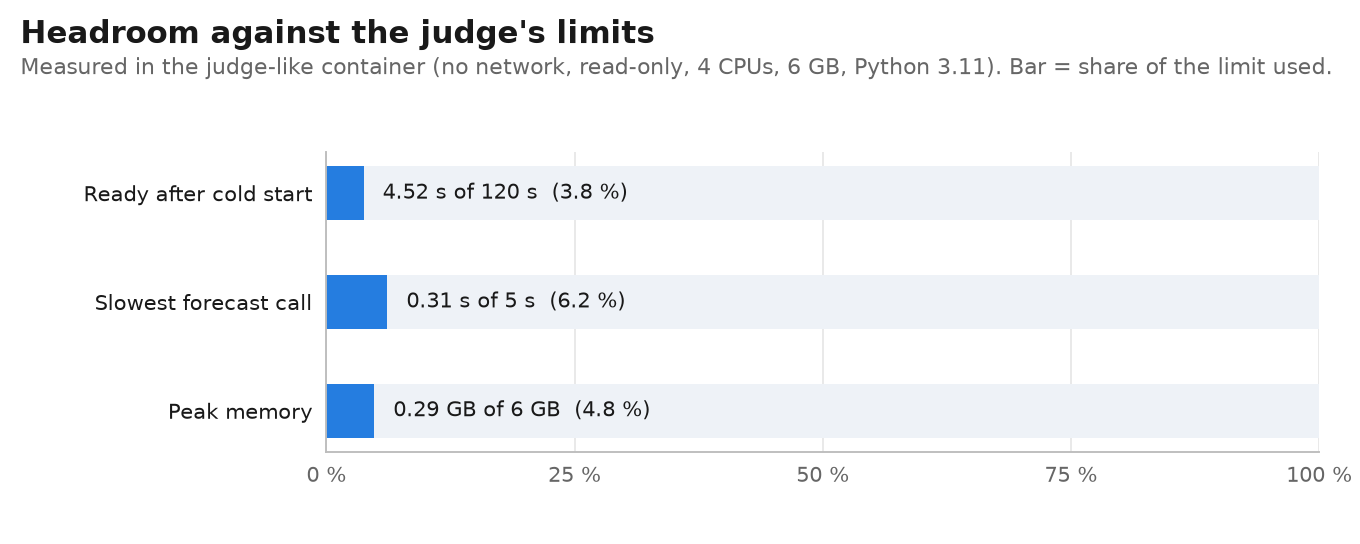 Headroom against the judge's limits
Measured in the judge-like container (no network, read-only, 4 CPUs, 6 GB, Python 3.11). Bar = share of the limit used.
Ready after cold start
4.52 s of 120 s (3.8 %)
Slowest forecast call
0.31 s of 5 s (6.2 %)
Peak memory
0.29 GB of 6 GB (4.8 %)
0 %
25 %
50 %
75 %
100 %